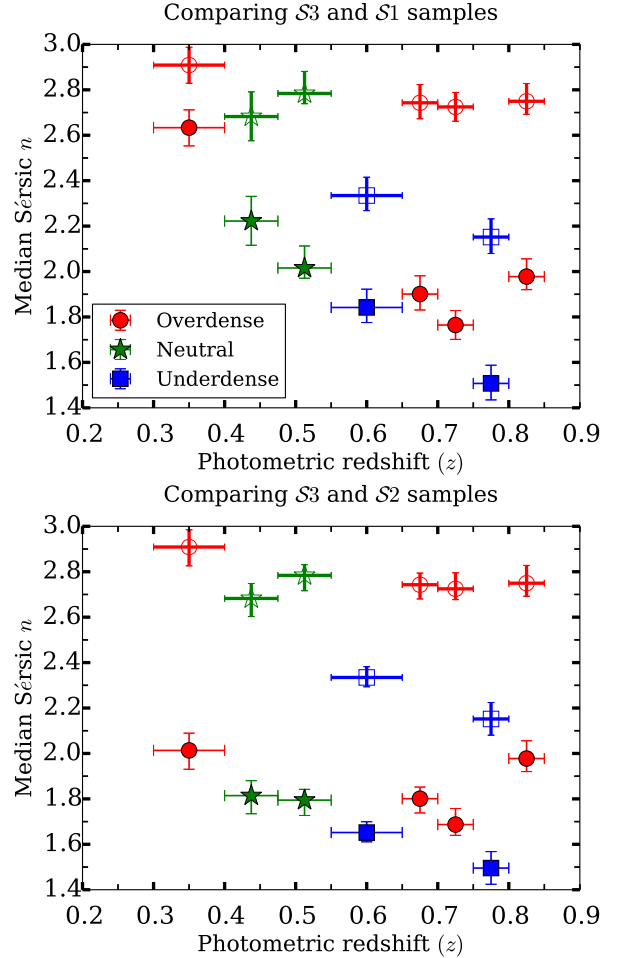 Comparing 𝒮3 and 𝒮1 samples
3.0
2.8
2.6
2.4
2.2
2.0
1.8
1.6
1.4
Median Sérsic n
Overdense
Neutral
Underdense
0.2 0.3 0.4 0.5 0.6 0.7 0.8 0.9
Photometric redshift (z)
Comparing 𝒮3 and 𝒮2 samples
3.0
2.8
2.6
2.4
2.2
2.0
1.8
1.6
1.4
Median Sérsic n
0.2 0.3 0.4 0.5 0.6 0.7 0.8 0.9
Photometric redshift (z)